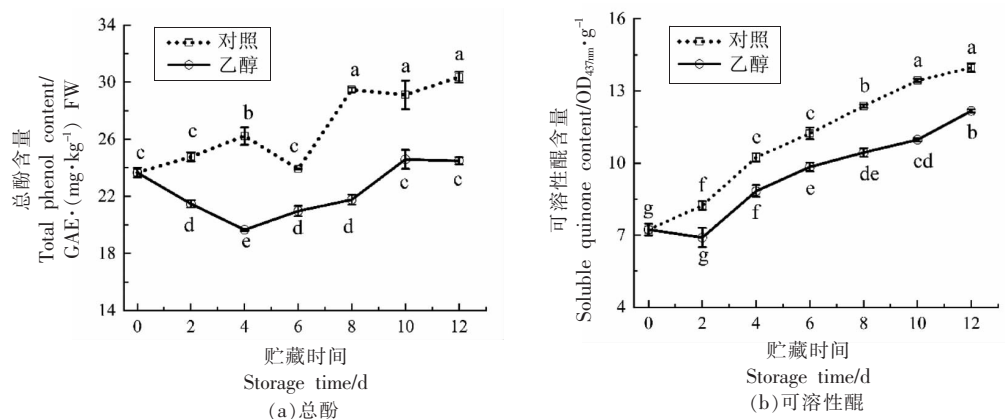 总酚含量
Total phenol content/
GAE·(mg·kg⁻¹) FW
34
30
26
22
18
14
对照
乙醇
c
c
b
c
a
a
a
d
e
d
d
c
c
0 2 4 6 8 10 12
贮藏时间
Storage time/d
(a)总酚
可溶性醌含量
Soluble quinone content/OD₄₃₇ₙₘ·g⁻¹
16
13
10
7
4
对照
乙醇
g
f
c
c
b
a
a
g
f
e
de
cd
b
0 2 4 6 8 10 12
贮藏时间
Storage time/d
(b)可溶性醌